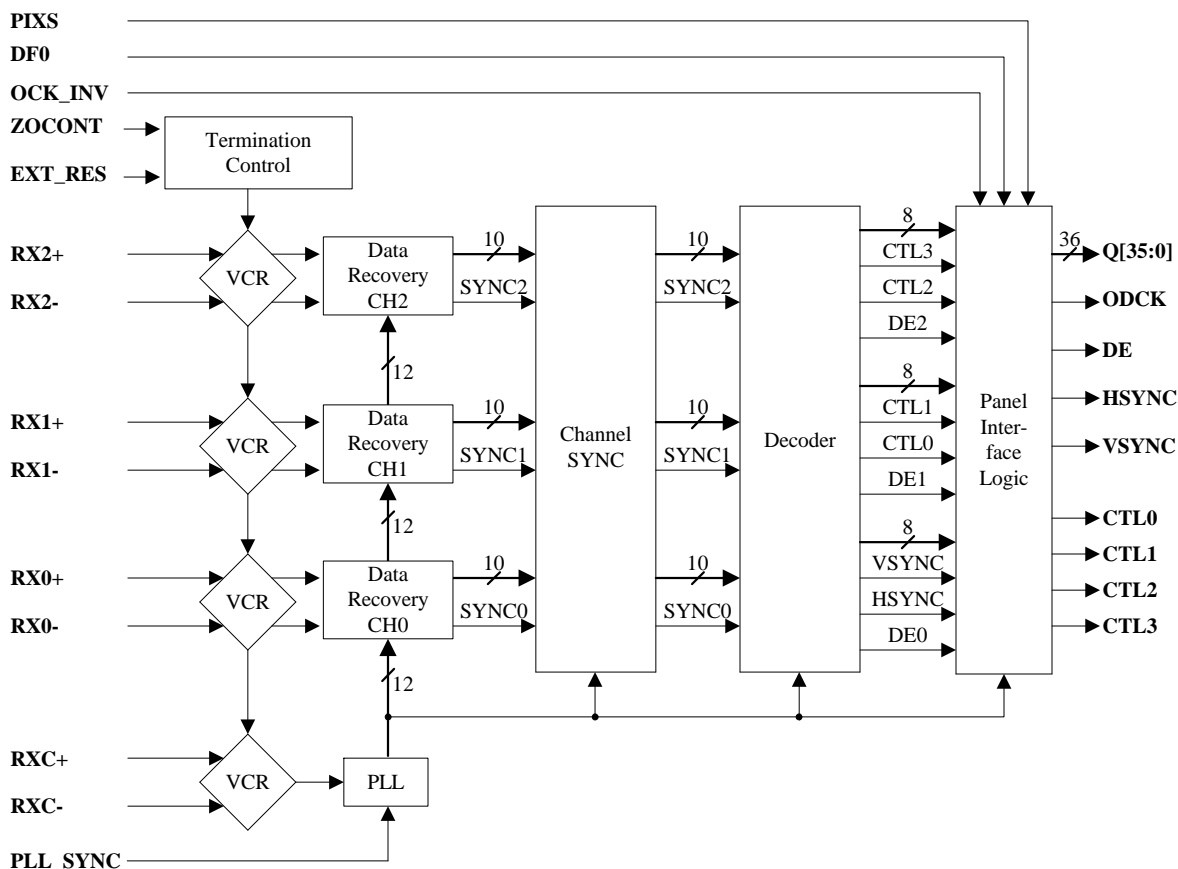 PIXS
DF0
OCK_INV
ZOCONT
EXT_RES
Termination
Control
RX2+
RX2-
VCR
Data
Recovery
CH2
10
SYNC2
10
SYNC2
8
CTL3
CTL2
DE2
36
Q[35:0]
ODCK
DE
HSYNC
VSYNC
CTL0
CTL1
CTL2
CTL3
12
RX1+
RX1-
VCR
Data
Recovery
CH1
10
SYNC1
Channel
SYNC
10
SYNC1
Decoder
8
CTL1
CTL0
DE1
Panel
Inter-
face
Logic
12
RX0+
RX0-
VCR
Data
Recovery
CH0
10
SYNC0
10
SYNC0
8
VSYNC
HSYNC
DE0
12
RXC+
RXC-
VCR
PLL
PLL_SYNC